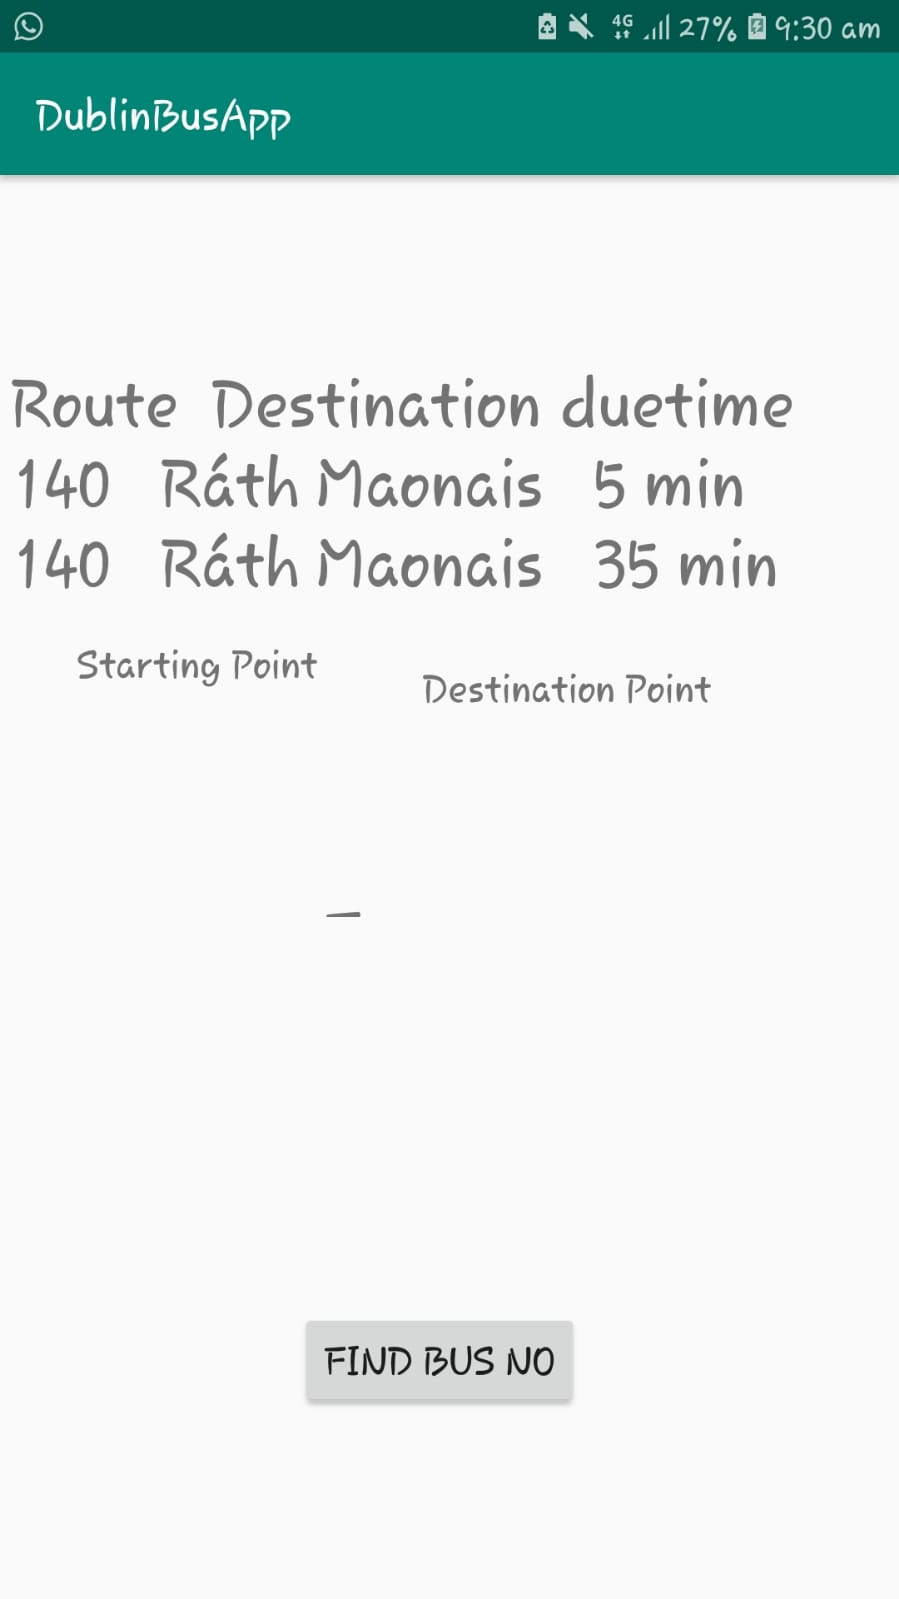 4G 27% 9:30 am
DublinBusApp
Route Destination duetime
140 Ráth Maonais 5 min
140 Ráth Maonais 35 min
Starting Point
Destination Point
FIND BUS NO